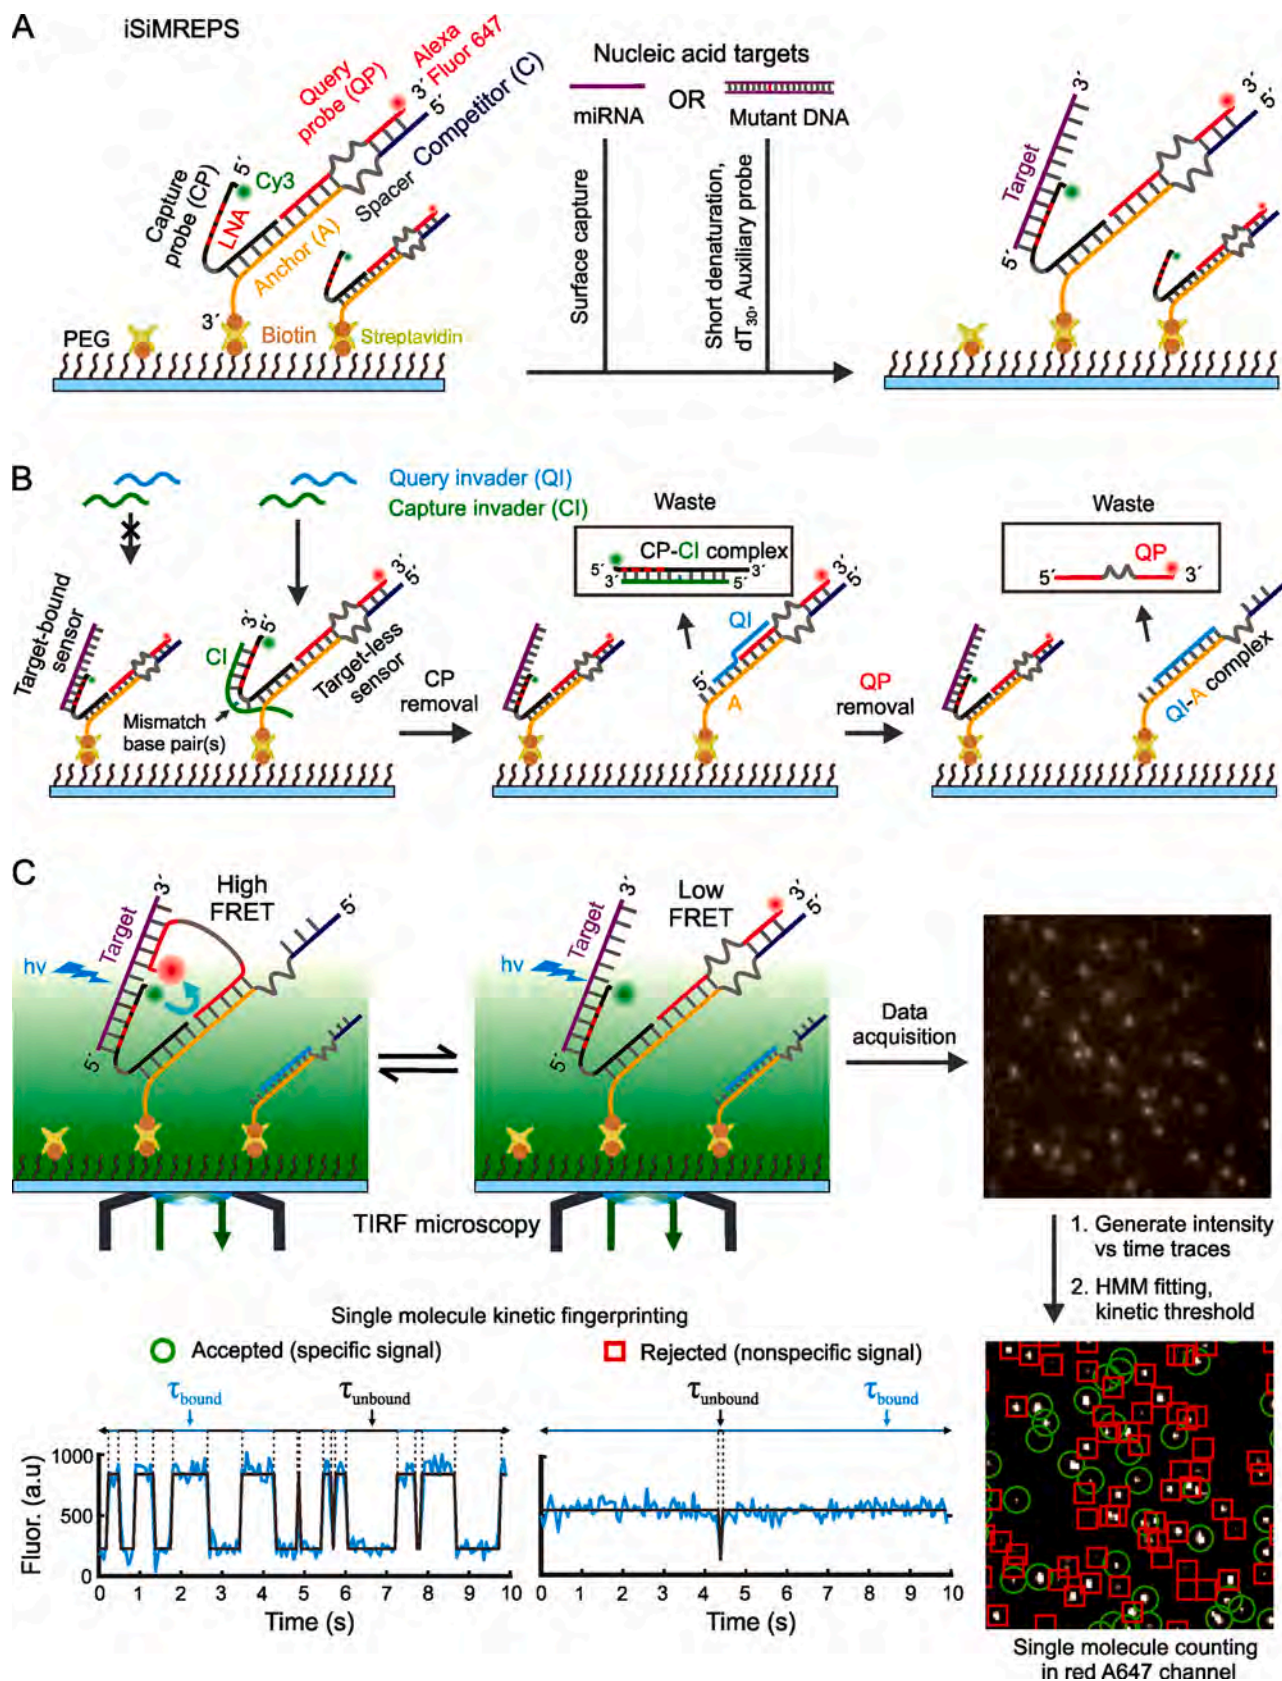 A
iSiMREPS
Query
probe (QP)
Alexa
Fluor 647
3´
5´
Competitor (C)
Spacer
5´
Cy3
Capture
probe (CP)
LNA
Anchor (A)
3´
Biotin
Streptavidin
PEG
Nucleic acid targets
OR
miRNA
Mutant DNA
Surface capture
Short denaturation,
dT30, Auxiliary probe
3´
Target
5´
3´
5´
B
Query invader (QI)
Capture invader (CI)
Target-bound
sensor
3´
5´
CI
3´
5´
Target-less
sensor
Mismatch
base pair(s)
CP
removal
Waste
CP-CI complex
5´
3´
3´
5´
QI
3´
5´
5´
A
QP
removal
Waste
QP
5´
3´
5´
QI-A complex
C
3´
High
FRET
5´
Target
hv
5´
3´
Low
FRET
3´
5´
Target
hv
5´
Data
acquisition
TIRF microscopy
1. Generate intensity
vs time traces
2. HMM fitting,
kinetic threshold
Single molecule kinetic fingerprinting
Accepted (specific signal)
Rejected (nonspecific signal)
τbound
τunbound
τunbound
τbound
1000
500
0
Fluor. (a.u)
0 1 2 3 4 5 6 7 8 9 10
0 1 2 3 4 5 6 7 8 9 10
Time (s)
Time (s)
Single molecule counting
in red A647 channel